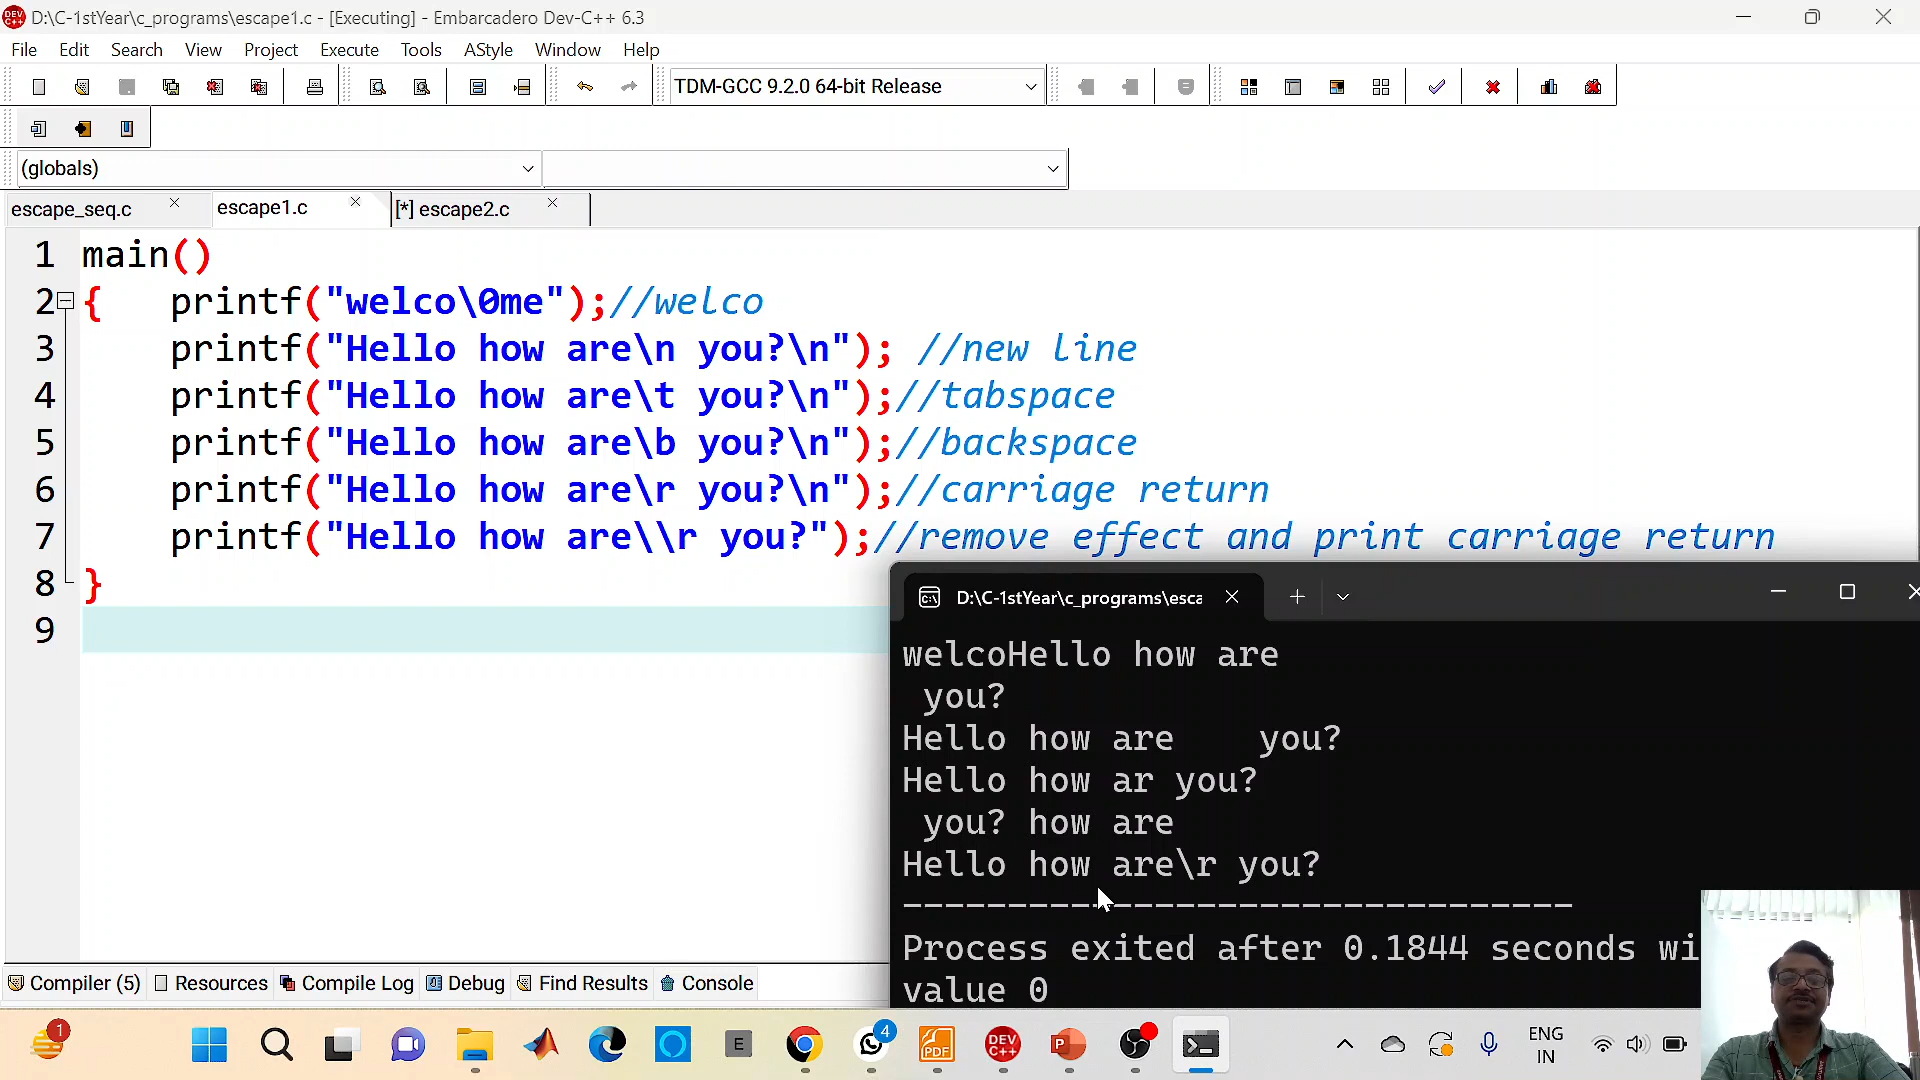 D:\C-1stYear\c_programs\escape1.c - [Executing] - Embarcadero Dev-C++ 6.3
File Edit Search View Project Execute Tools AStyle Window Help
TDM-GCC 9.2.0 64-bit Release
(globals)
escape_seq.c escape1.c [*] escape2.c
1 main()
2 { printf("welco\0me");//welco
3 printf("Hello how are\n you?\n"); //new line
4 printf("Hello how are\t you?\n");//tabspace
5 printf("Hello how are\b you?\n");//backspace
6 printf("Hello how are\r you?\n");//carriage return
7 printf("Hello how are\\r you?");//remove effect and print carriage return
8 }
9
D:\C-1stYear\c_programs\esca
welcoHello how are
 you?
Hello how are    you?
Hello how ar you?
 you? how are
Hello how are\r you?
--------------------------------
Process exited after 0.1844 seconds wi
value 0
Compiler (5) Resources Compile Log Debug Find Results Console
1
E
4
PDF
DEV C++
P
ENG
IN